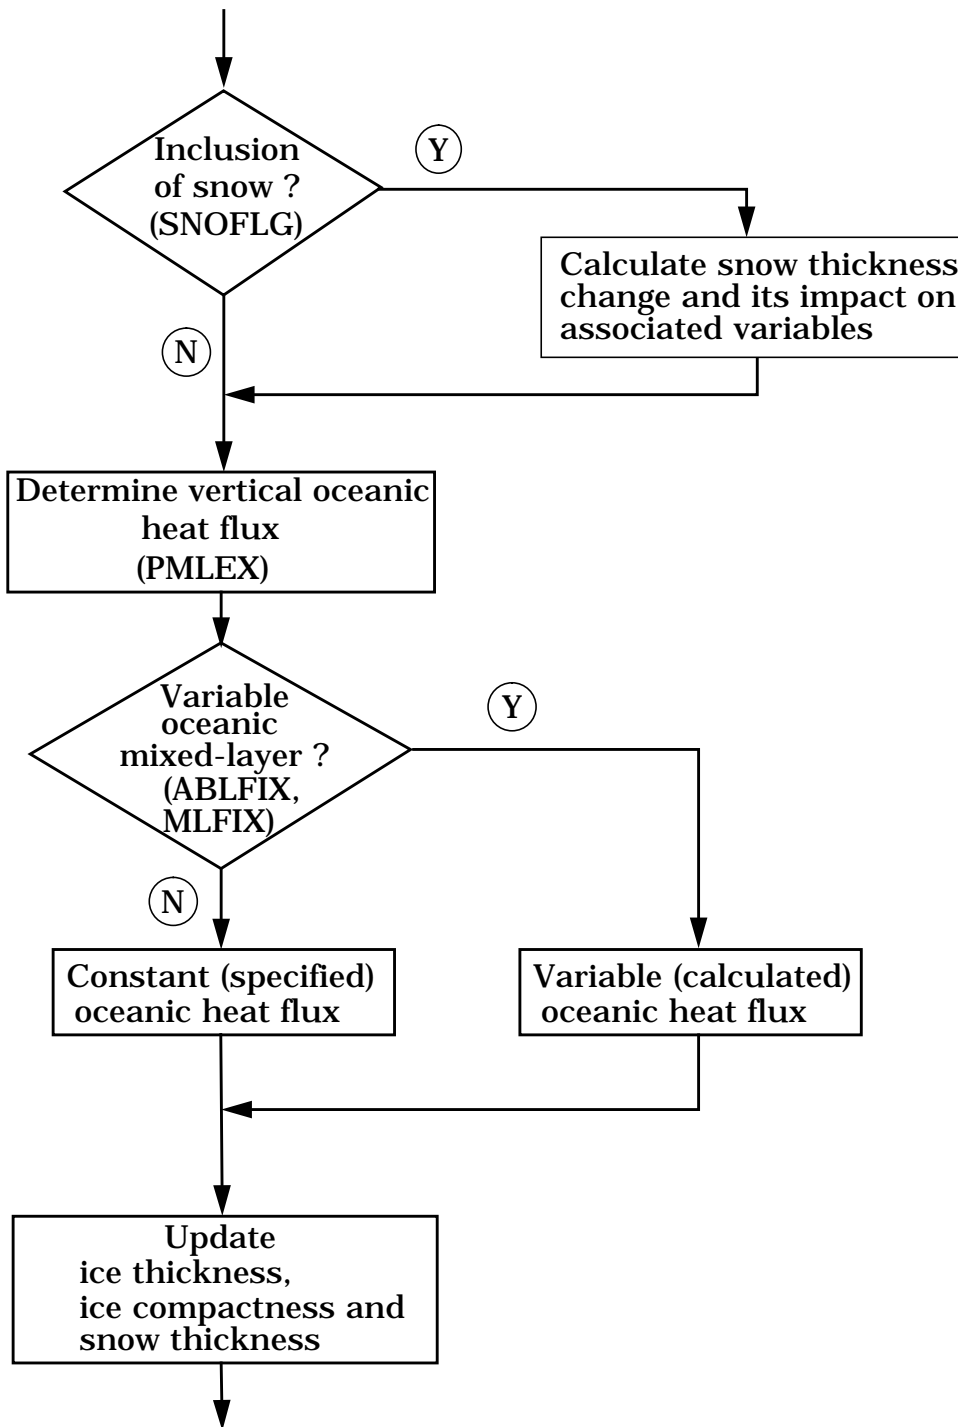 Inclusion
of snow ?
(SNOFLG)
Y
Calculate snow thickness
change and its impact on
associated variables
N
Determine vertical oceanic
heat flux
(PMLEX)
Variable
oceanic
mixed-layer ?
(ABLFIX,
MLFIX)
Y
N
Constant (specified)
oceanic heat flux
Variable (calculated)
oceanic heat flux
Update
ice thickness,
ice compactness and
snow thickness